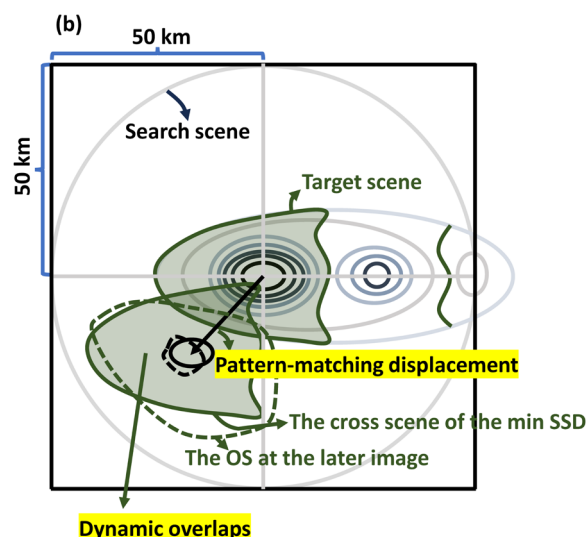 (b)
50 km
50 km
Search scene
Target scene
Pattern-matching displacement
The cross scene of the min SSD
The OS at the later image
Dynamic overlaps